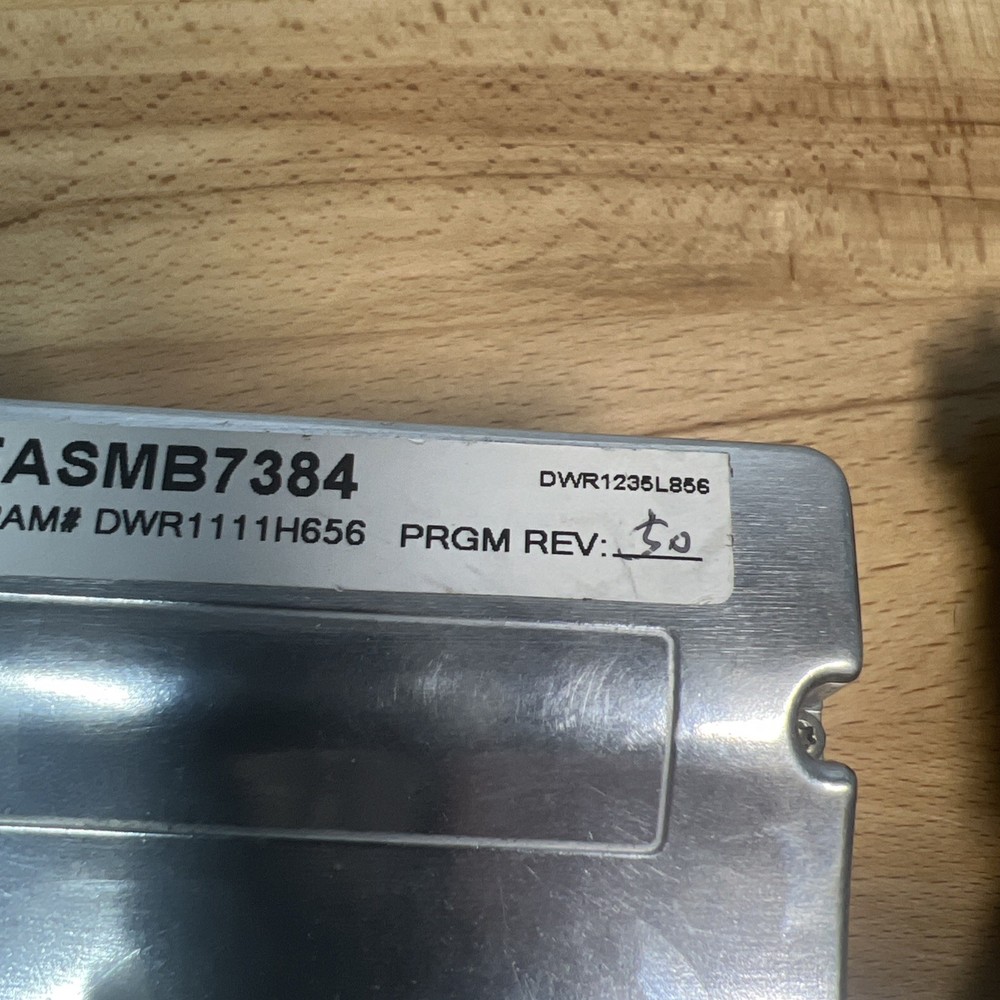 ASMB7384
DWR1235L856
AM# DWR1111H656 PRGM REV: 50